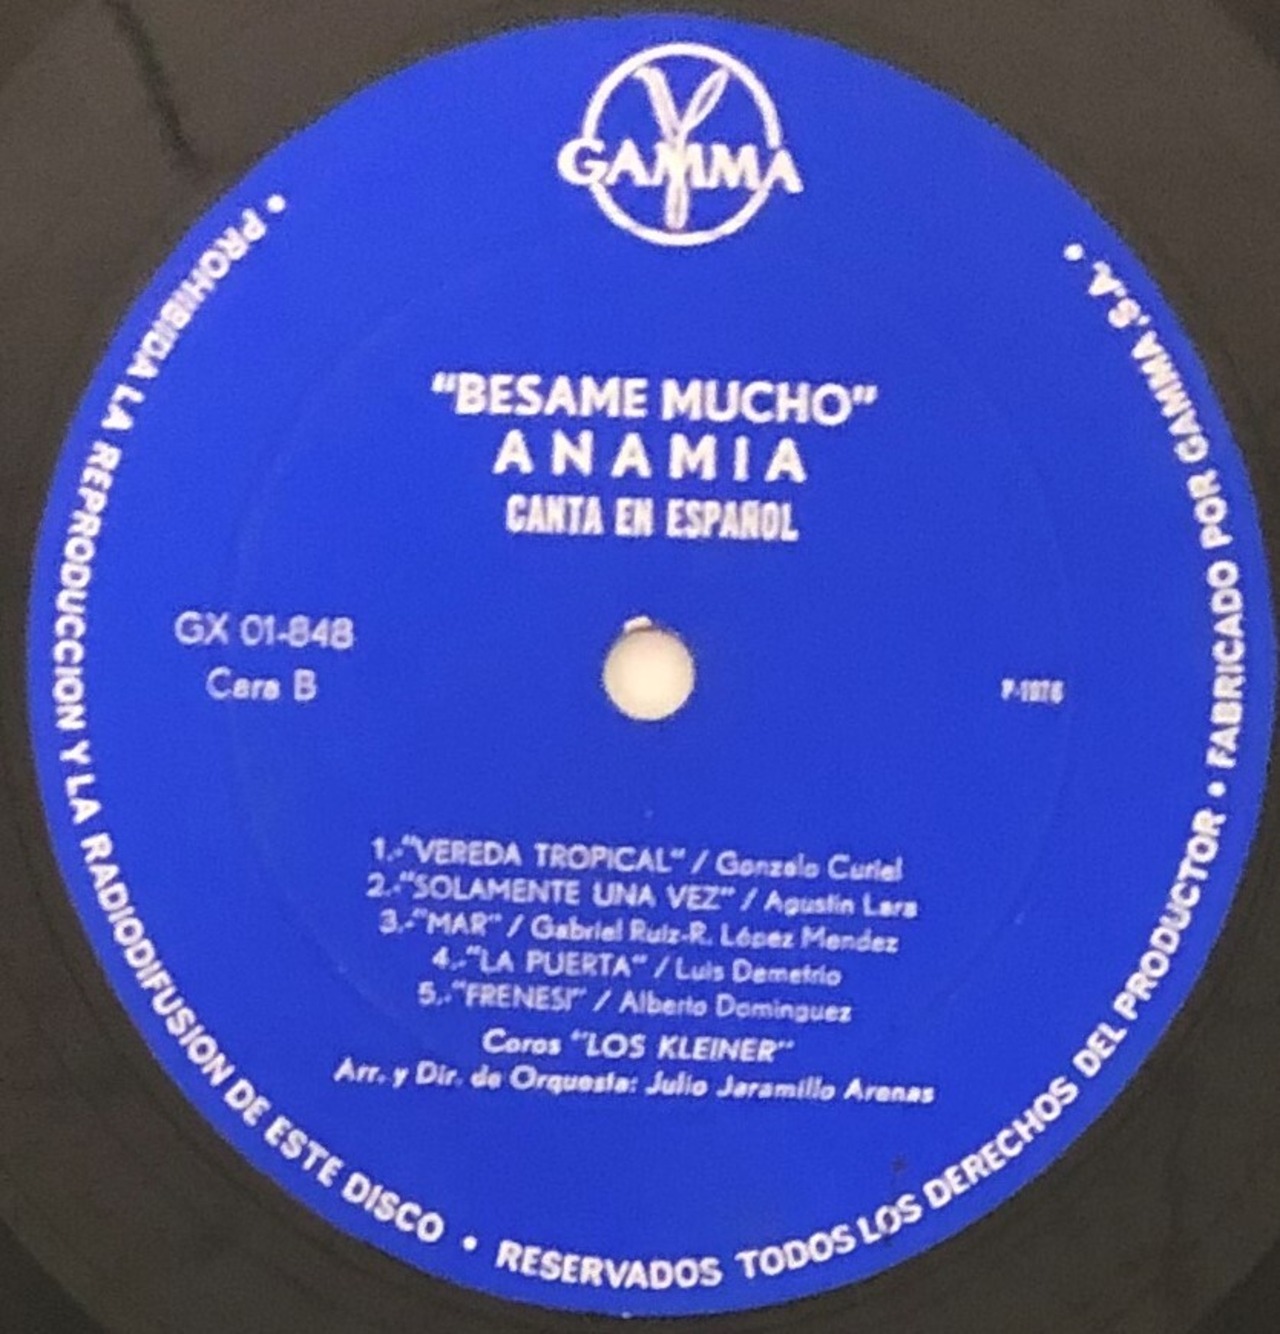 GAMMA
"BESAME MUCHO"
ANAMIA
CANTA EN ESPAÑOL
GX 01-848
Cara B
P-1976
1.-"VEREDA TROPICAL" / Gonzalo Curiel
2.-"SOLAMENTE UNA VEZ" / Agustín Lara
3.-"MAR" / Gabriel Ruiz-R. López Mendez
4.-"LA PUERTA" / Luis Demetrio
5.-"FRENESI" / Alberto Dominguez
Coros "LOS KLEINER"
Arr. y Dir. de Orquesta: Julio Jaramillo Arenas
• PROHIBIDA LA REPRODUCCION Y LA RADIODIFUSION DE ESTE DISCO • RESERVADOS TODOS LOS DERECHOS DEL PRODUCTOR • FABRICADO POR GAMMA, S.A. •